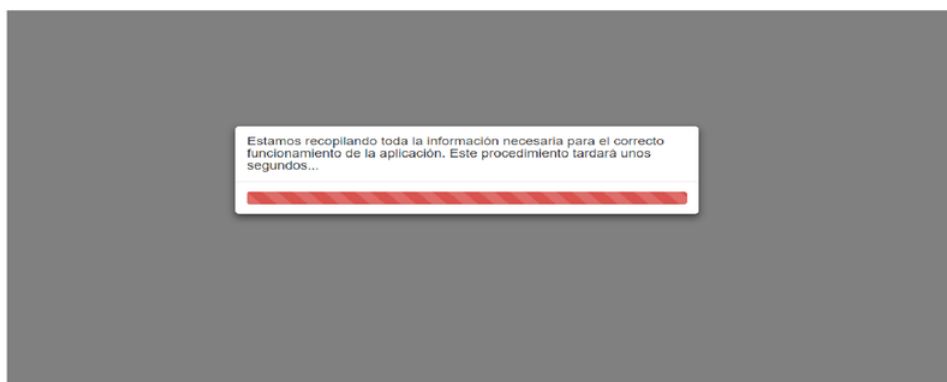 Estamos recopilando toda la información necesaria para el correcto
funcionamiento de la aplicación. Este procedimiento tardará unos
segundos...